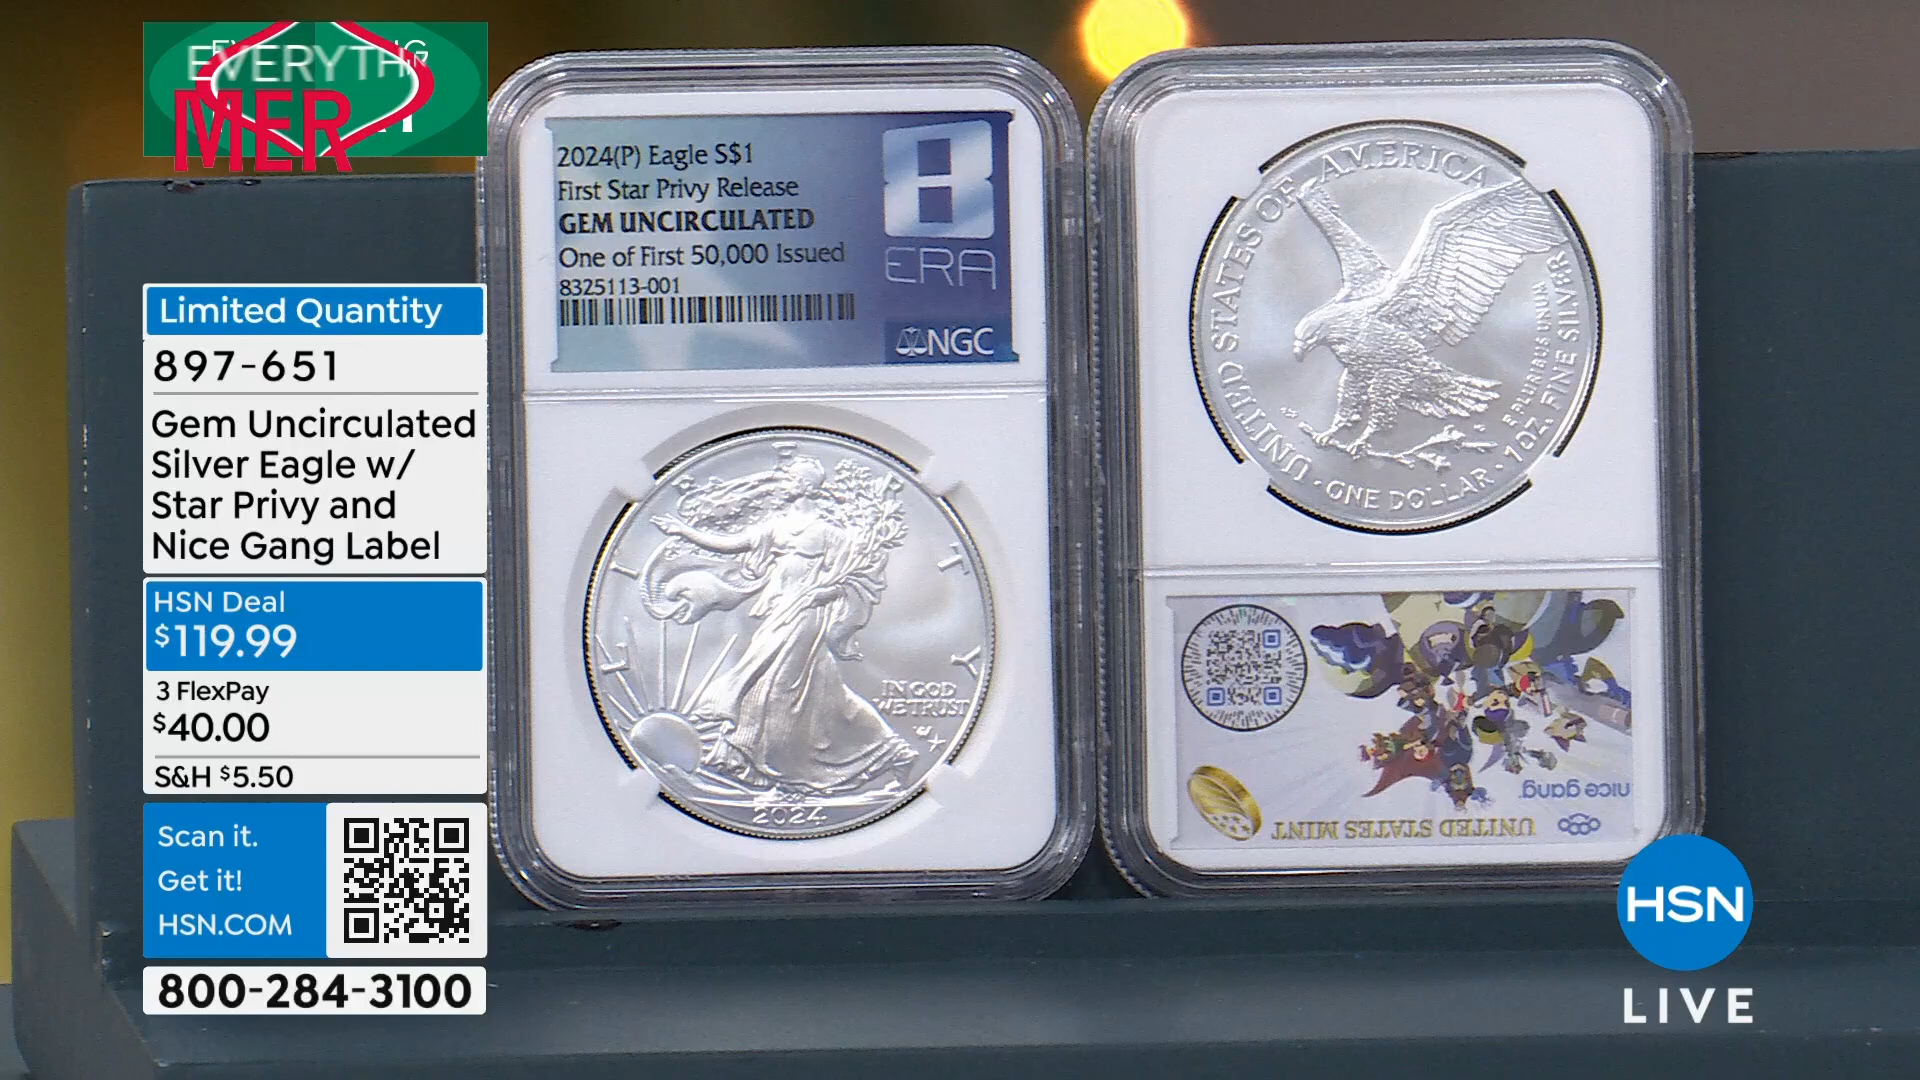 EVERYTHING
MER
Limited Quantity
897-651
Gem Uncirculated
Silver Eagle w/
Star Privy and
Nice Gang Label
HSN Deal
$119.99
3 FlexPay
$40.00
S&H $5.50
Scan it.
Get it!
HSN.COM
800-284-3100
2024(P) Eagle S$1
First Star Privy Release
GEM UNCIRCULATED
One of First 50,000 Issued
8325113-001
ERA
NGC
LIBERTY
IN GOD
WE TRUST
2024
UNITED STATES OF AMERICA
E PLURIBUS UNUM
1 OZ. FINE SILVER
ONE DOLLAR
nice gang.
UNITED STATES MINT
HSN
LIVE